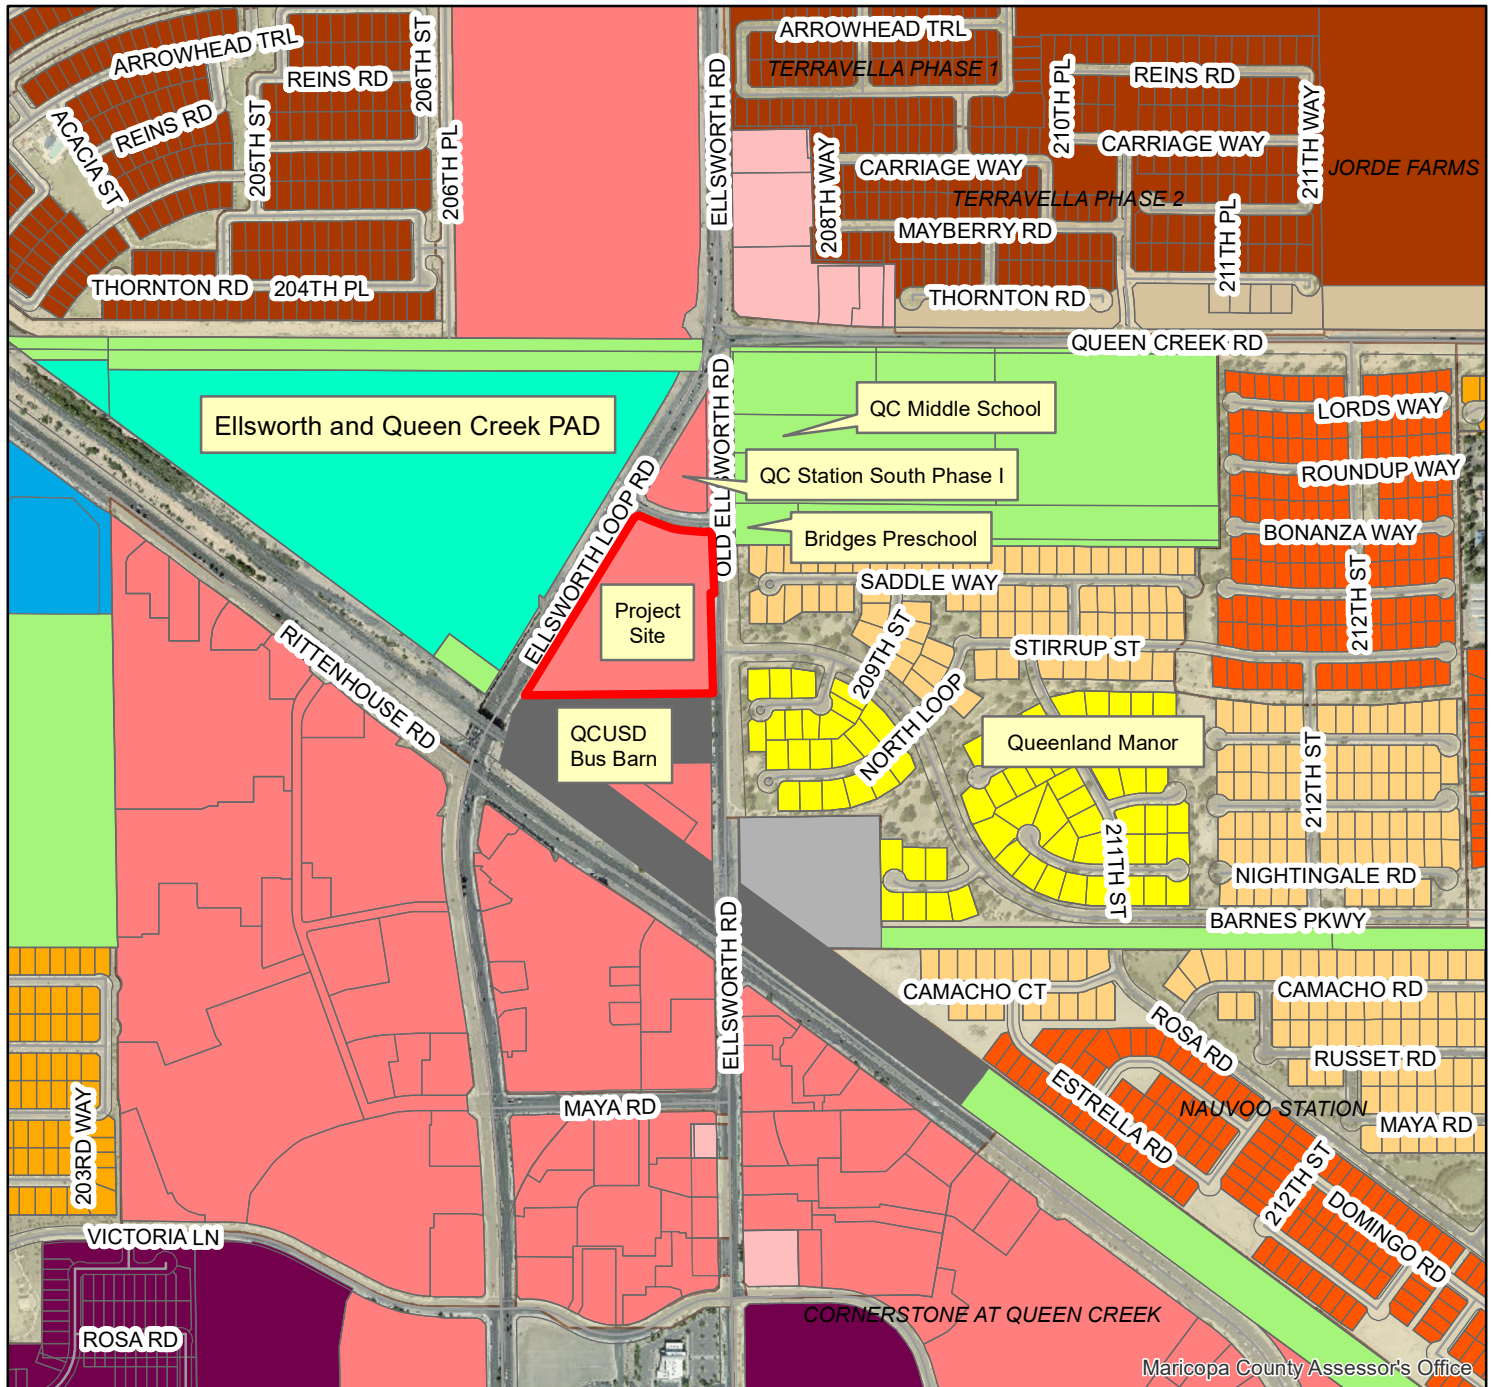 ARROWHEAD TRL
206TH ST
REINS RD
ELLSWORTH RD
ARROWHEAD TRL
TERRAVELLA PHASE 1
210TH PL
REINS RD
211TH WAY
ACACIA ST
REINS RD
205TH ST
206TH PL
208TH WAY
CARRIAGE WAY
CARRIAGE WAY
JORDE FARMS
TERRAVELLA PHASE 2
MAYBERRY RD
211TH PL
THORNTON RD
204TH PL
THORNTON RD
QUEEN CREEK RD
OLD ELLSWORTH RD
Ellsworth and Queen Creek PAD
QC Middle School
LORDS WAY
QC Station South Phase I
ROUNDUP WAY
ELLSWORTH LOOP RD
Bridges Preschool
BONANZA WAY
SADDLE WAY
212TH ST
Project
Site
209TH ST
STIRRUP ST
RITTENHOUSE RD
NORTH LOOP
QCUSD
Bus Barn
Queenland Manor
212TH ST
211TH ST
NIGHTINGALE RD
BARNES PKWY
ELLSWORTH RD
CAMACHO CT
CAMACHO RD
ROSA RD
RUSSET RD
203RD WAY
MAYA RD
ESTRELLA RD
NAUVOO STATION
MAYA RD
212TH ST
DOMINGO RD
VICTORIA LN
CORNERSTONE AT QUEEN CREEK
ROSA RD
Maricopa County Assessor's Office